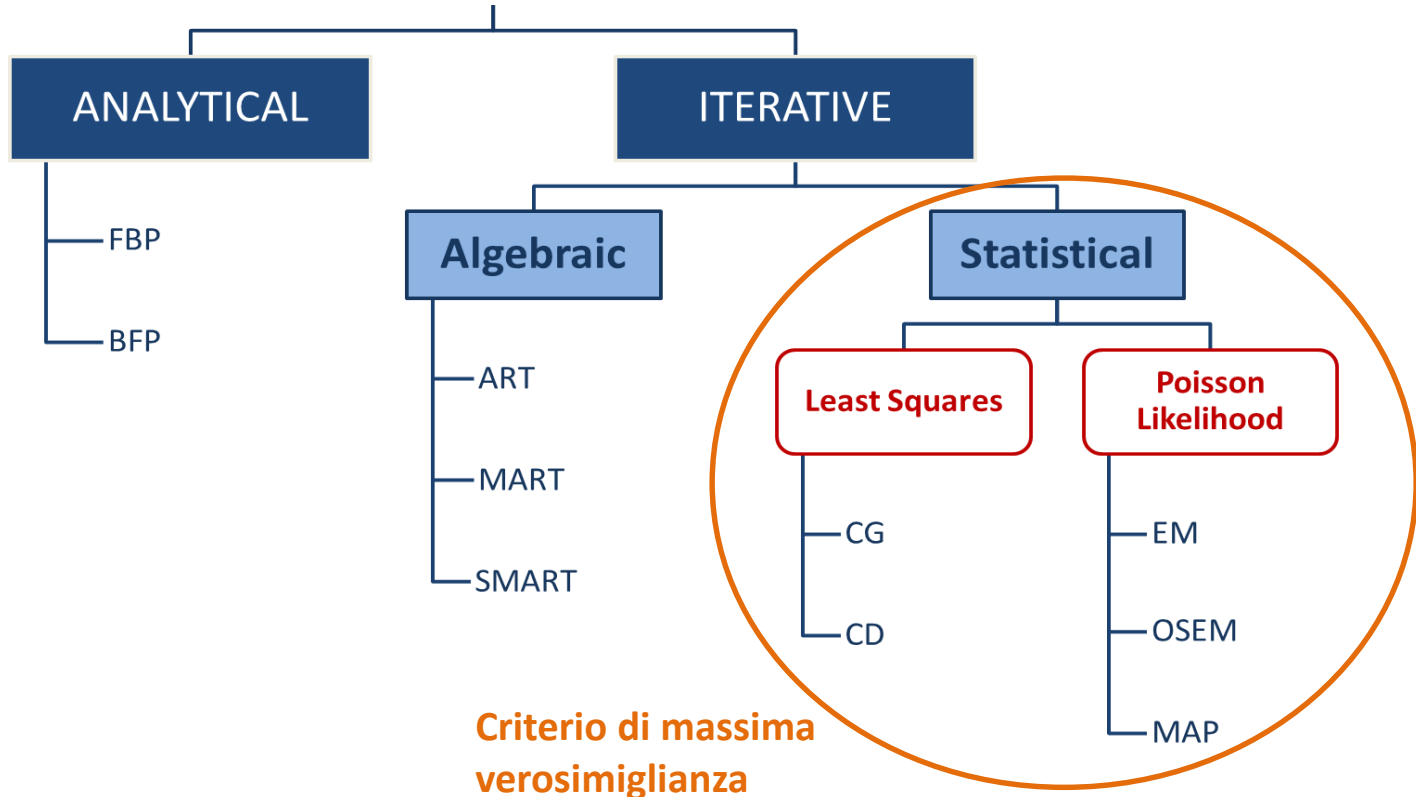 ANALYTICAL
ITERATIVE
FBP
BFP
Algebraic
ART
MART
SMART
Statistical
Least Squares
CG
CD
Poisson
Likelihood
EM
OSEM
MAP
Criterio di massima
verosimiglianza